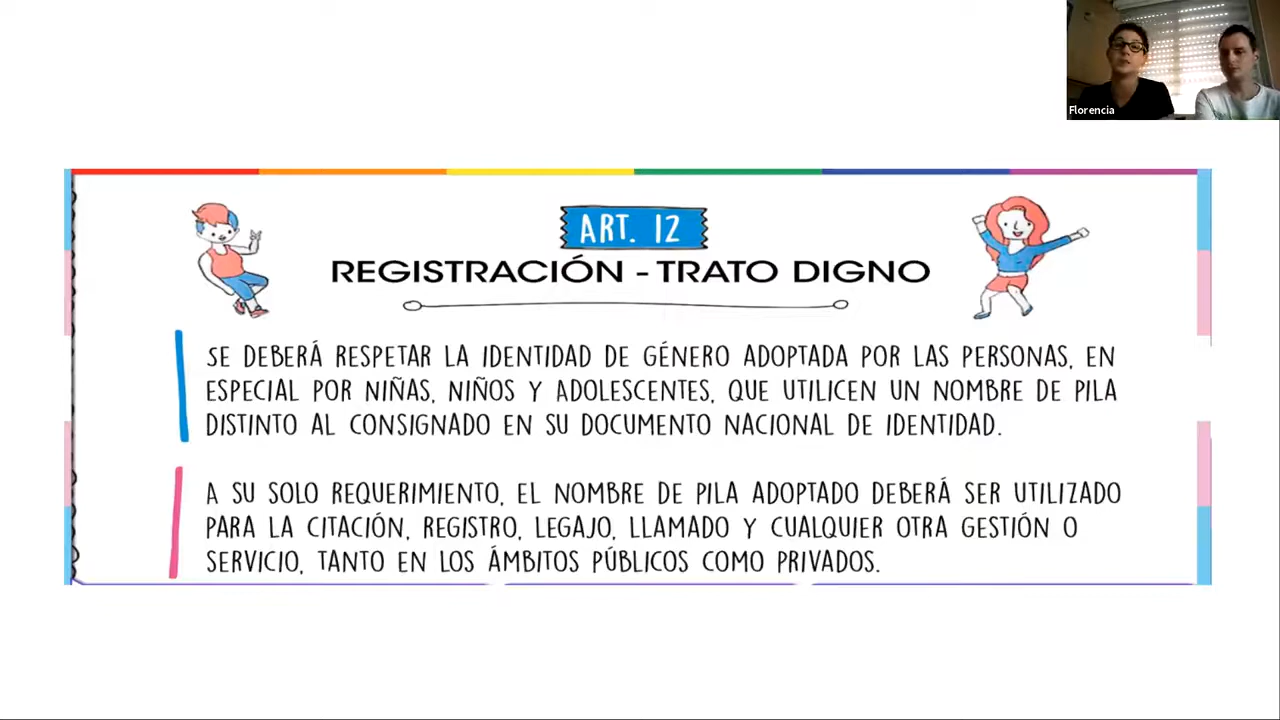 Florencia
ART. 12
REGISTRACIÓN - TRATO DIGNO
SE DEBERÁ RESPETAR LA IDENTIDAD DE GÉNERO ADOPTADA POR LAS PERSONAS, EN
ESPECIAL POR NIÑAS, NIÑOS Y ADOLESCENTES, QUE UTILICEN UN NOMBRE DE PILA
DISTINTO AL CONSIGNADO EN SU DOCUMENTO NACIONAL DE IDENTIDAD.
A SU SOLO REQUERIMIENTO, EL NOMBRE DE PILA ADOPTADO DEBERÁ SER UTILIZADO
PARA LA CITACIÓN, REGISTRO, LEGAJO, LLAMADO Y CUALQUIER OTRA GESTIÓN O
SERVICIO, TANTO EN LOS ÁMBITOS PÚBLICOS COMO PRIVADOS.